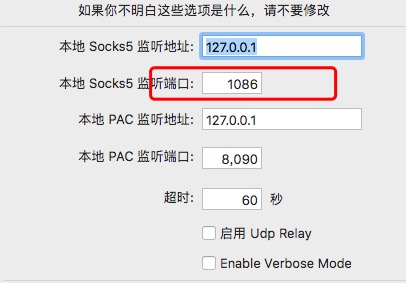 如果你不明白这些选项是什么，请不要修改
本地 Socks5 监听地址: 127.0.0.1
本地 Socks5 监听端口: 1086
本地 PAC 监听地址: 127.0.0.1
本地 PAC 监听端口: 8,090
超时: 60 秒
启用 Udp Relay
Enable Verbose Mode